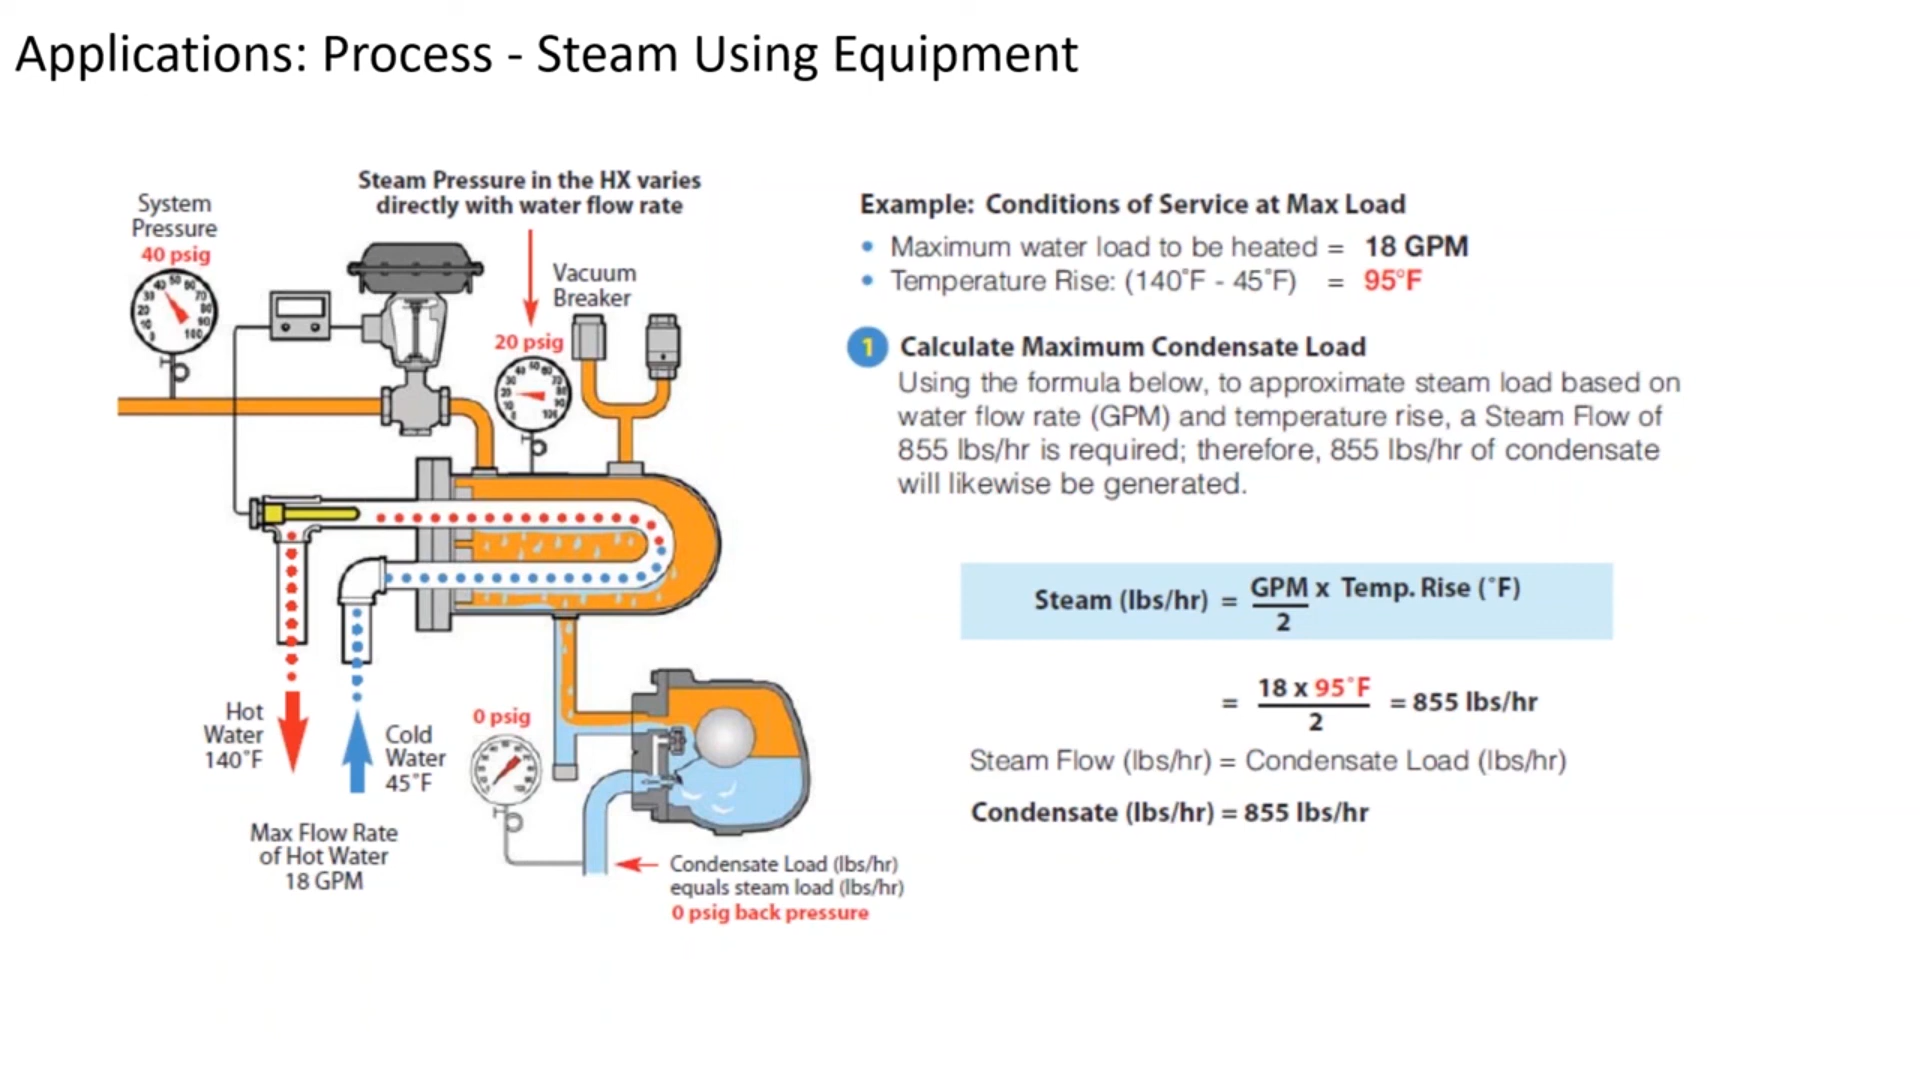 Applications: Process - Steam Using Equipment
Steam Pressure in the HX varies
directly with water flow rate
System
Pressure
40 psig
Vacuum
Breaker
20 psig
Hot
Water
140˚F
Cold
Water
45˚F
0 psig
Max Flow Rate
of Hot Water
18 GPM
Condensate Load (lbs/hr)
equals steam load (lbs/hr)
0 psig back pressure
Example: Conditions of Service at Max Load
• Maximum water load to be heated = 18 GPM
• Temperature Rise: (140˚F - 45˚F) = 95°F
1 Calculate Maximum Condensate Load
Using the formula below, to approximate steam load based on
water flow rate (GPM) and temperature rise, a Steam Flow of
855 lbs/hr is required; therefore, 855 lbs/hr of condensate
will likewise be generated.
Steam (lbs/hr) = GPM x Temp. Rise (˚F)
2
= 18 x 95˚F = 855 lbs/hr
2
Steam Flow (lbs/hr) = Condensate Load (lbs/hr)
Condensate (lbs/hr) = 855 lbs/hr